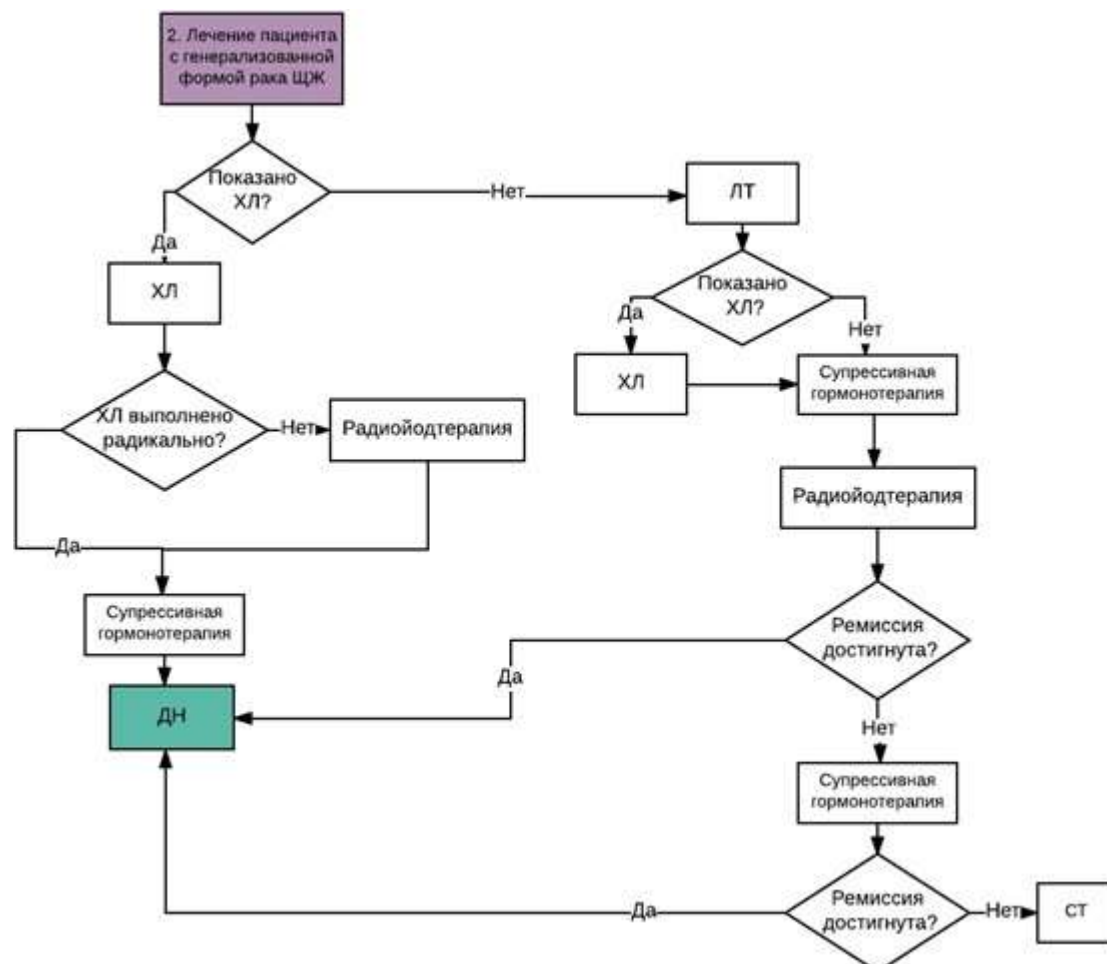 2. Лечение пациента
с генерализованной
формой рака ЩЖ
Показано
ХЛ?
Нет
ЛТ
Да
ХЛ
Показано
ХЛ?
Да
Нет
ХЛ
Супрессивная
гормонотерапия
ХЛ выполнено
радикально?
Нет
Радиойодтерапия
Радиойодтерапия
Да
Супрессивная
гормонотерапия
Ремиссия
достигнута?
Да
ДН
Нет
Супрессивная
гормонотерапия
Ремиссия
достигнута?
Да
Нет
СТ